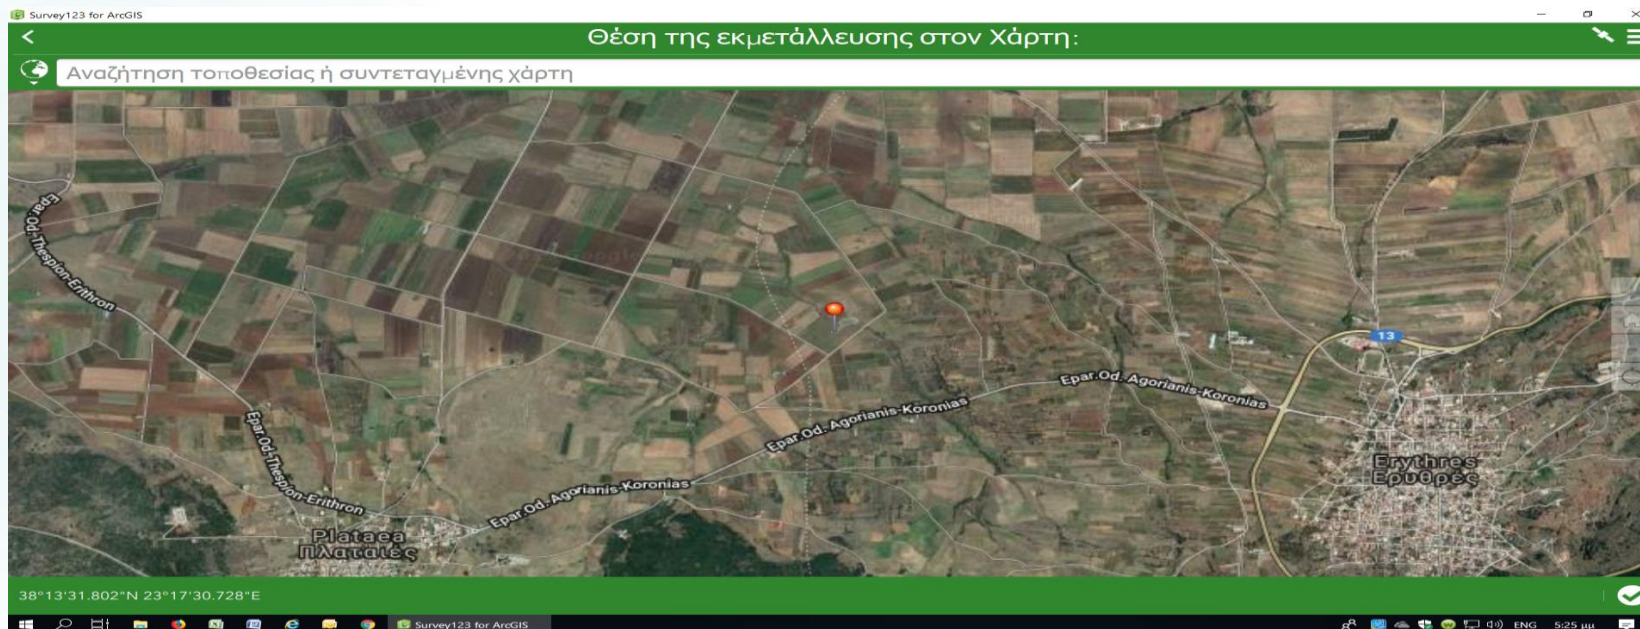 Survey123 for ArcGIS
Θέση της εκμετάλλευσης στον Χάρτη:
Αναζήτηση τοποθεσίας ή συντεταγμένης χάρτη
Epar.Od.Thespion-Erithron
13
Epar.Od. Agorianis-Koronias
Epar.Od. Agorianis-Koronias
Epar.Od.Thespion-Erithron
Erythres
Ερυθρές
Epar.Od.Agorianis-Koronias
Plataea
Πλαταιές
38°13'31.802"N 23°17'30.728"E
Survey123 for ArcGIS
ENG
5:25 μμ